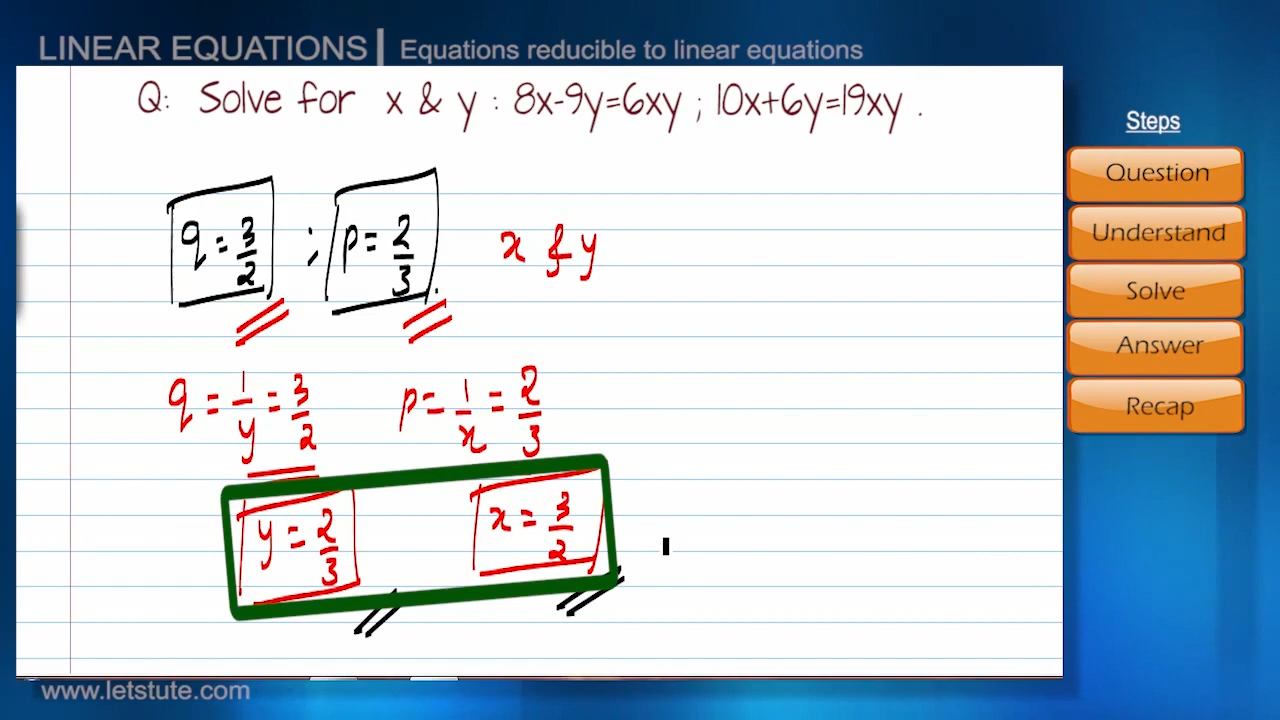 LINEAR EQUATIONS | Equations reducible to linear equations
Q: Solve for x & y : 8x-9y=6xy ; 10x+6y=19xy .
q = 3/2 ; p = 2/3 . x & y
q = 1/y = 3/2 p = 1/x = 2/3
y = 2/3 x = 3/2
Steps
Question
Understand
Solve
Answer
Recap
www.letstute.com